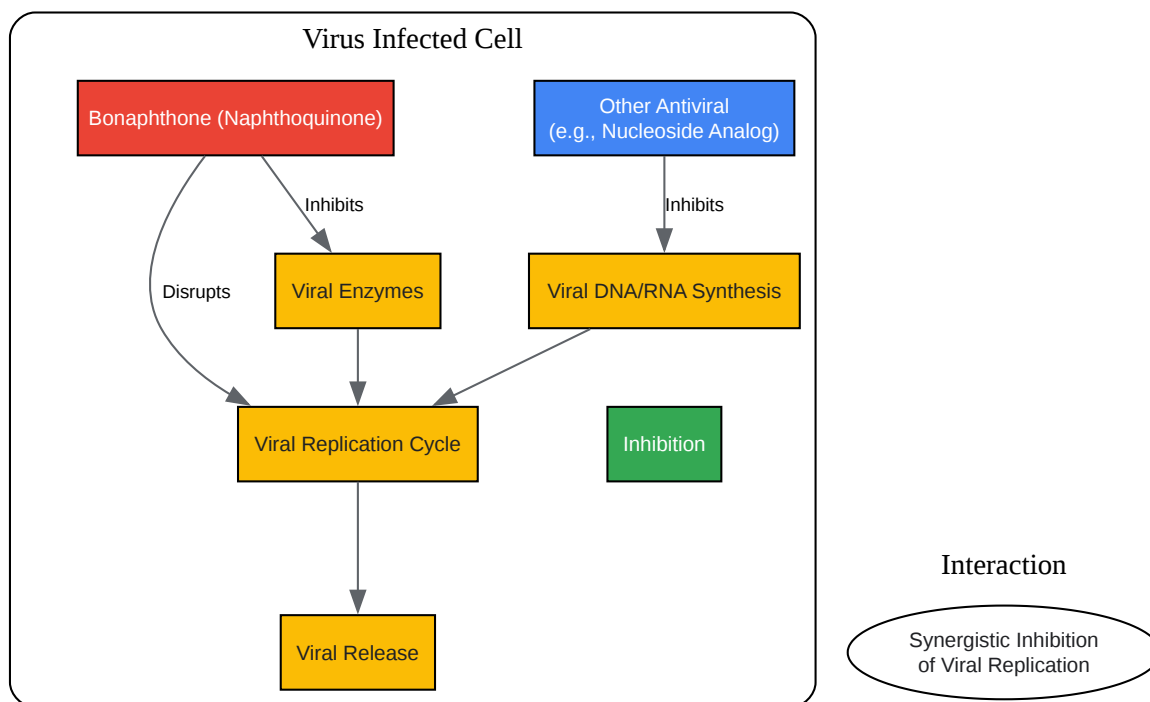 Virus Infected Cell
Bonaphthone (Naphthoquinone)
Other Antiviral
(e.g., Nucleoside Analog)
Inhibits
Inhibits
Disrupts
Viral Enzymes
Viral DNA/RNA Synthesis
Viral Replication Cycle
Inhibition
Viral Release
Interaction
Synergistic Inhibition
of Viral Replication